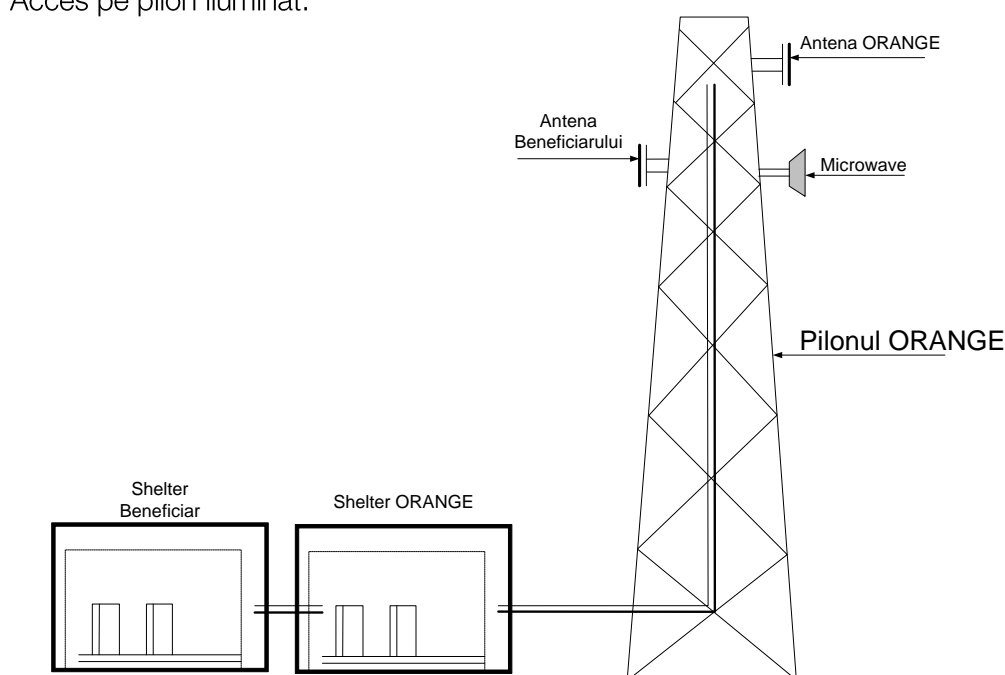 Acces pe pilon iluminat.
Antena ORANGE
Antena
Beneficiarului
Microwave
Pilonul ORANGE
Shelter
Beneficiar
Shelter ORANGE